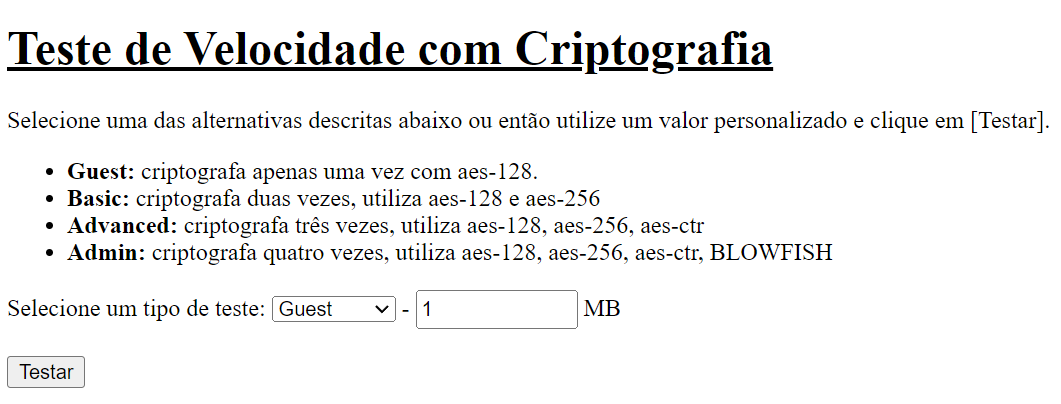 Teste de Velocidade com Criptografia
Selecione uma das alternativas descritas abaixo ou então utilize um valor personalizado e clique em [Testar].
• Guest: criptografa apenas uma vez com aes-128.
• Basic: criptografa duas vezes, utiliza aes-128 e aes-256
• Advanced: criptografa três vezes, utiliza aes-128, aes-256, aes-ctr
• Admin: criptografa quatro vezes, utiliza aes-128, aes-256, aes-ctr, BLOWFISH
Selecione um tipo de teste: Guest - 1 MB
Testar